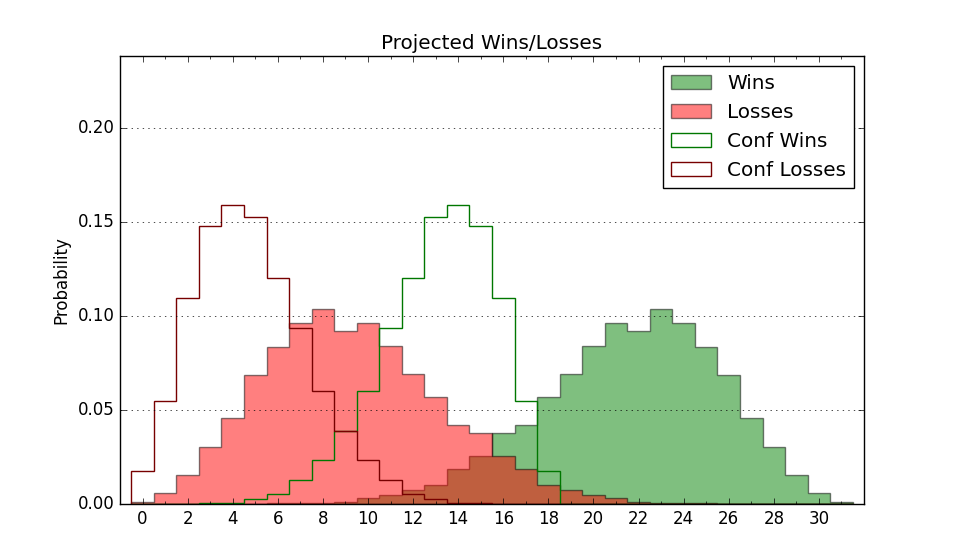 Projected Wins/Losses
Wins
Losses
Conf Wins
Conf Losses
0.20
0.15
0.10
0.05
0.00
Probability
0 2 4 6 8 10 12 14 16 18 20 22 24 26 28 30